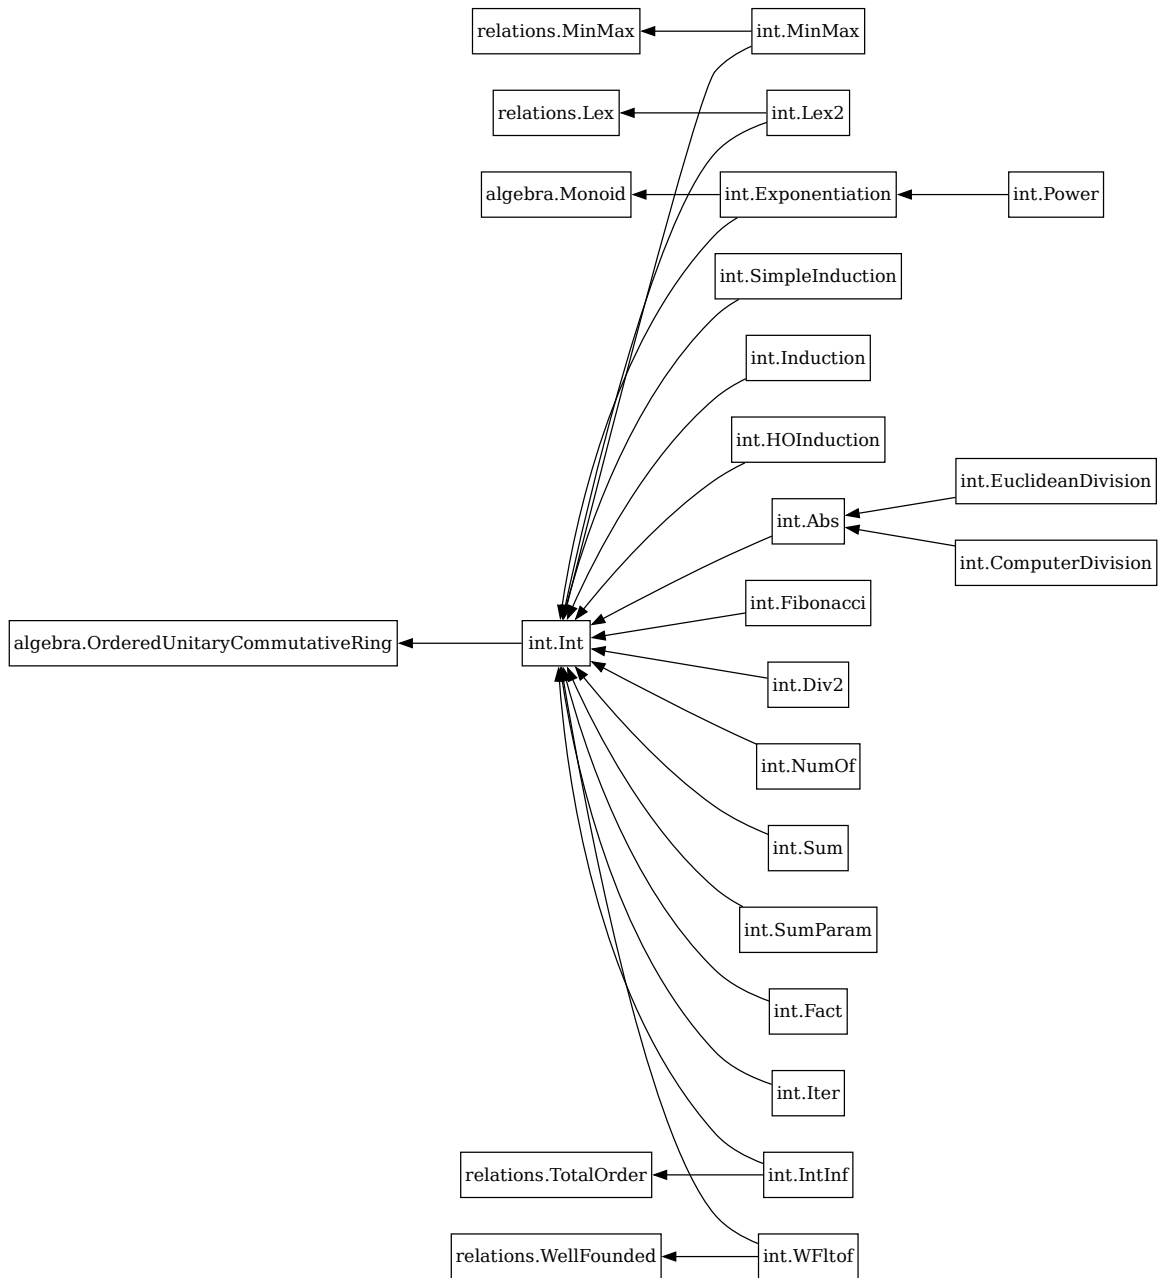 relations.MinMax
int.MinMax
relations.Lex
int.Lex2
algebra.Monoid
int.Exponentiation
int.Power
int.SimpleInduction
int.Induction
int.HOInduction
int.EuclideanDivision
int.Abs
int.ComputerDivision
int.Fibonacci
algebra.OrderedUnitaryCommutativeRing
int.Int
int.Div2
int.NumOf
int.Sum
int.SumParam
int.Fact
int.Iter
relations.TotalOrder
int.IntInf
relations.WellFounded
int.WFltof